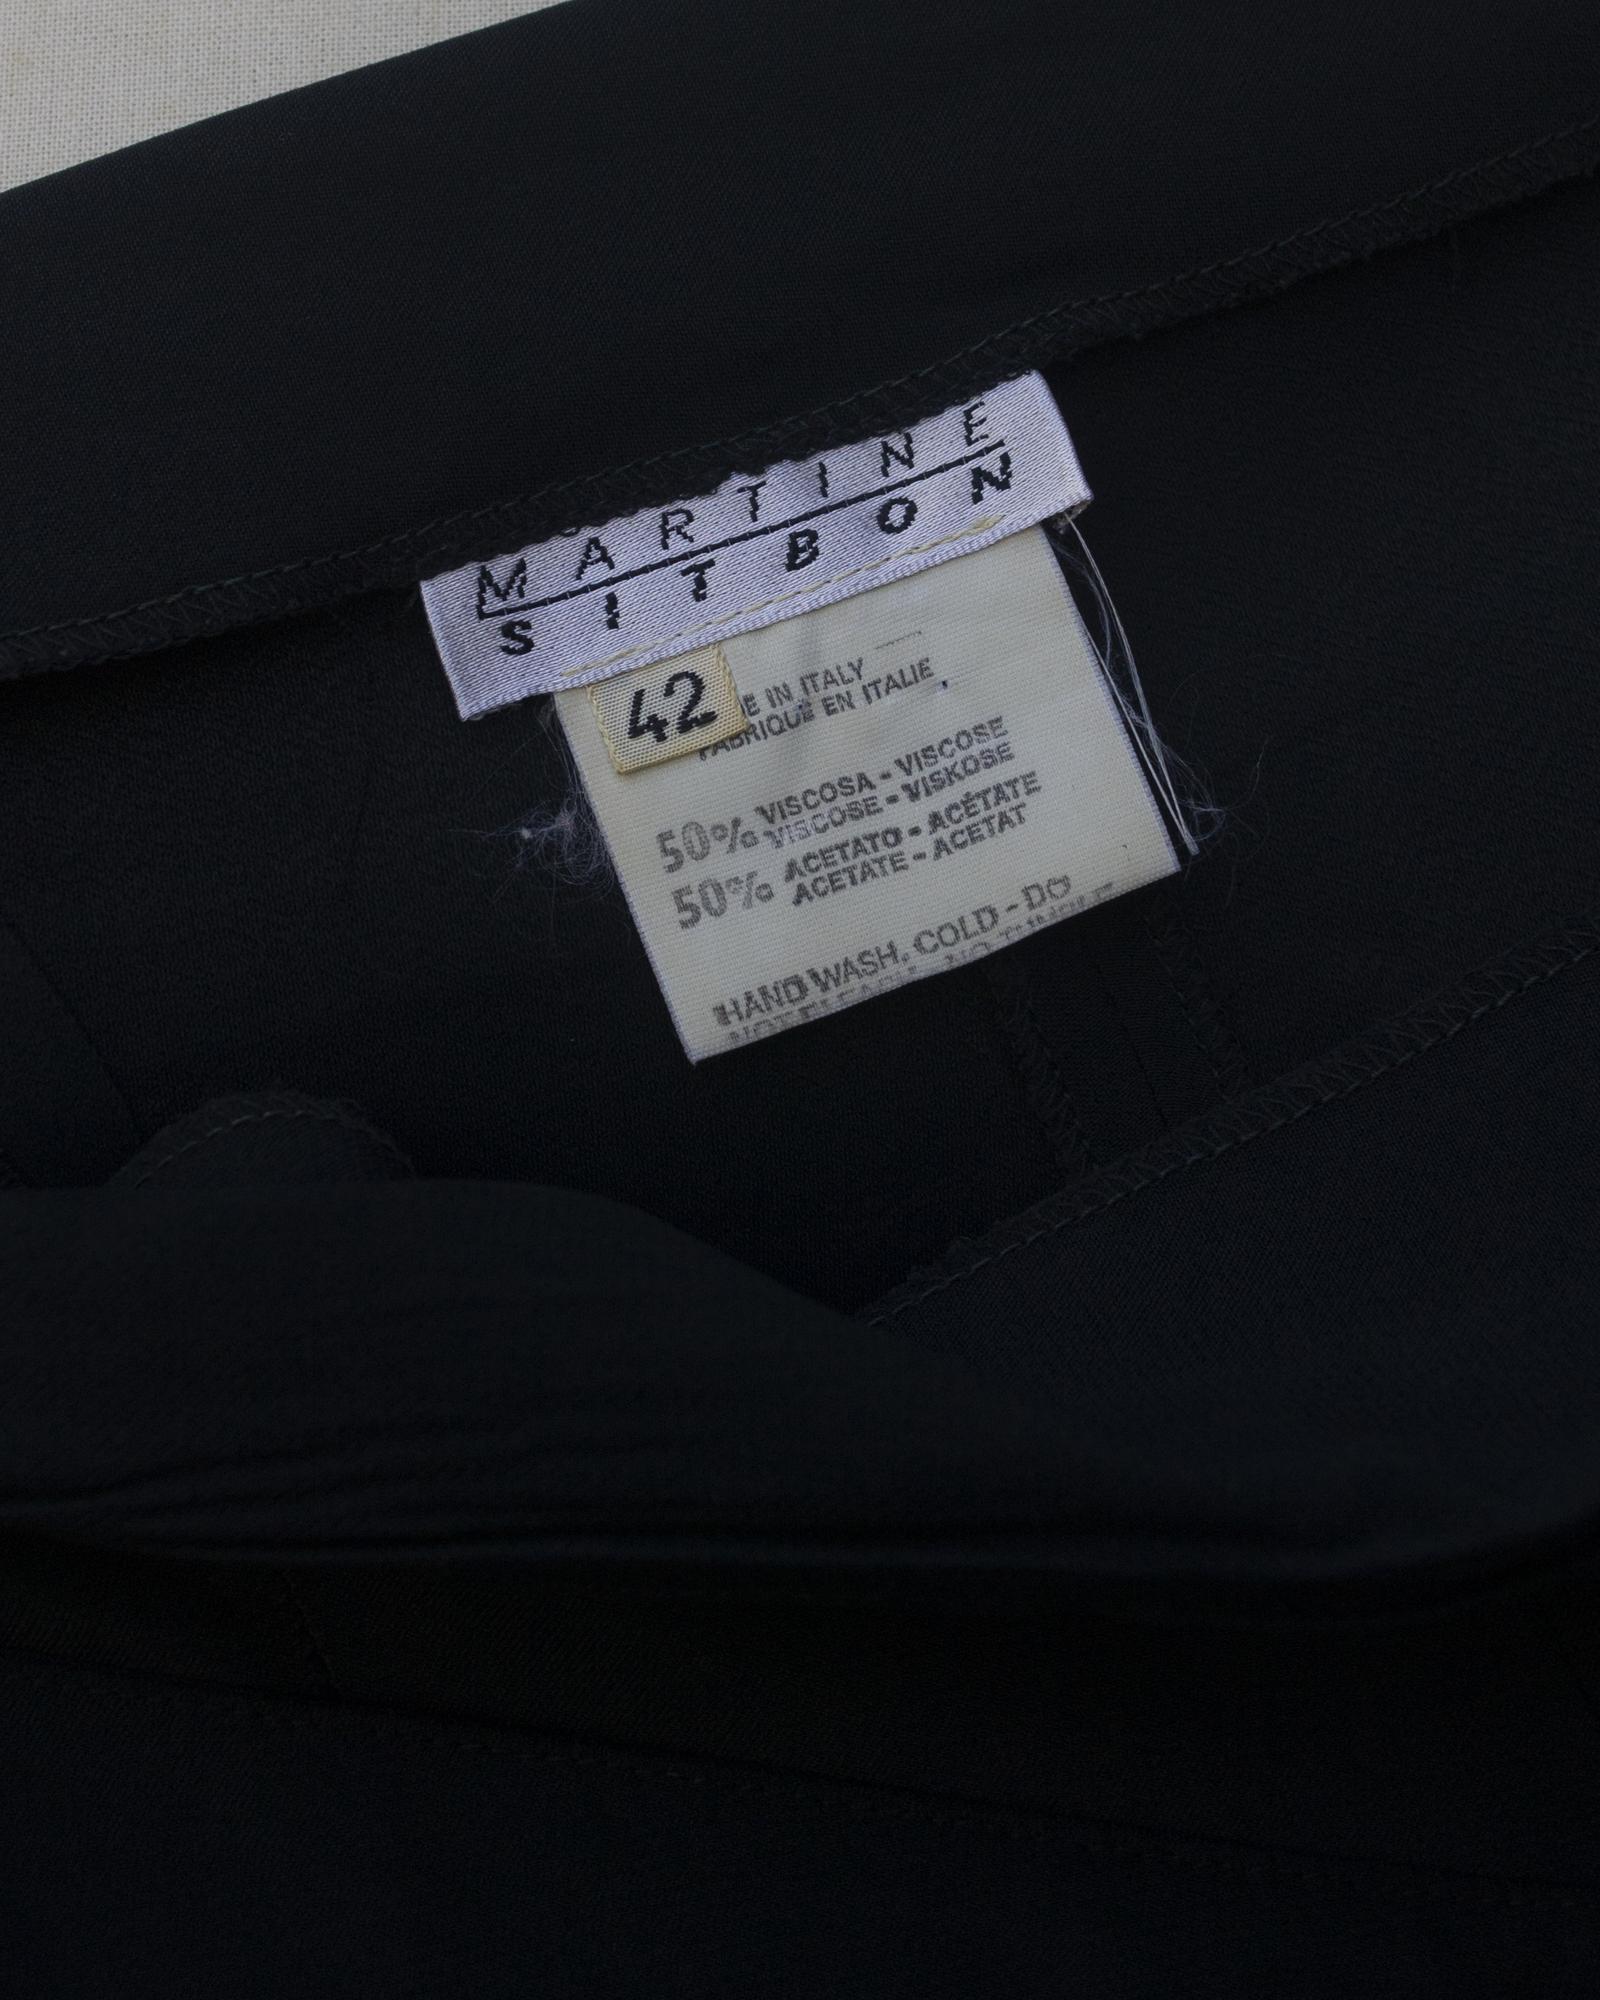 MARTINE
SITBON
42
E IN ITALY
FABRIQUÉ EN ITALIE
50% VISCOSA - VISCOSE
VISCOSE - VISKOSE
50% ACETATO - ACÉTATE
ACETATE - ACETAT
HAND WASH, COLD - DO